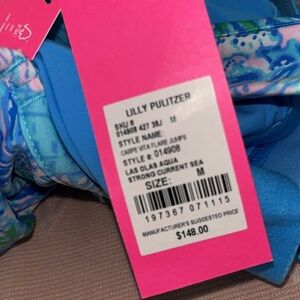 LILLY PULITZER
SKU #
014908 427 38J M
STYLE NAME:
CARPE VITA FLARE JUMPS
STYLE #: 014908
LAS OLAS AQUA
STRONG CURRENT SEA
SIZE: M
197367 071115
MANUFACTURER'S SUGGESTED PRICE
$148.00